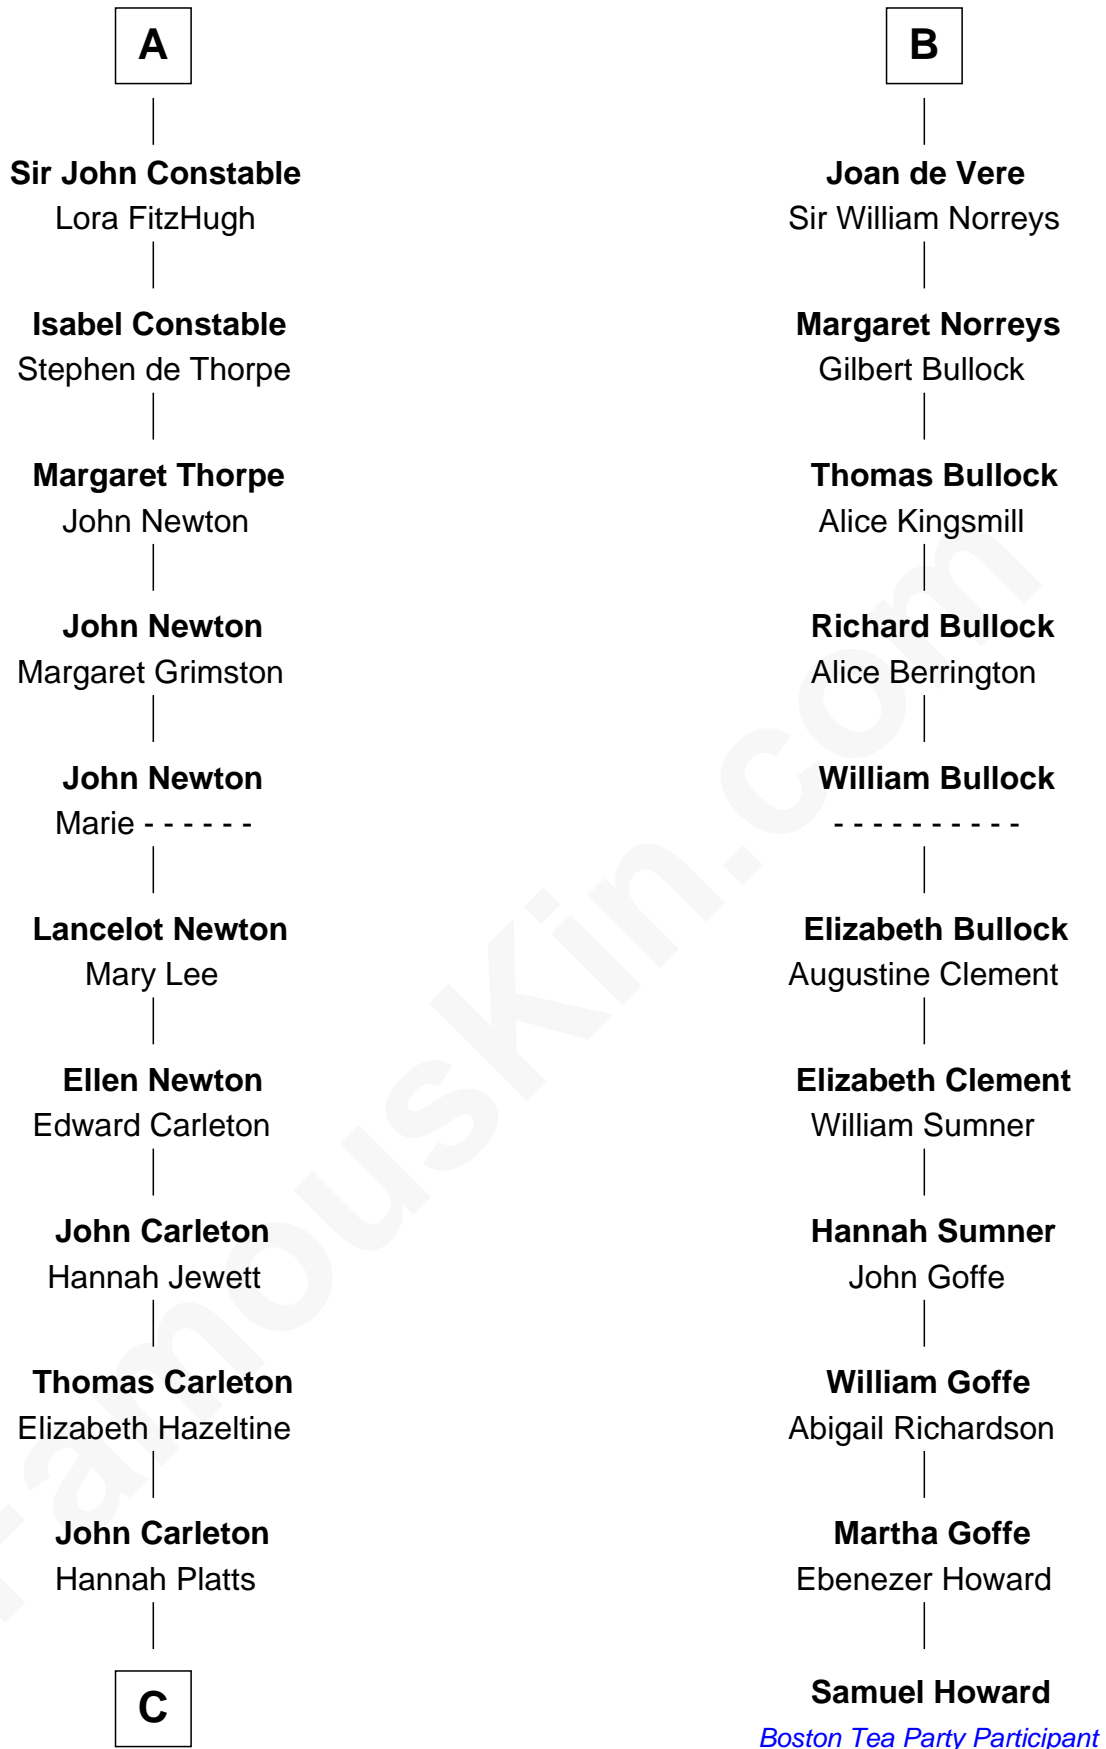 A
Sir John Constable
Lora FitzHugh
Isabel Constable
Stephen de Thorpe
Margaret Thorpe
John Newton
John Newton
Margaret Grimston
John Newton
Marie - - - - - -
Lancelot Newton
Mary Lee
Ellen Newton
Edward Carleton
John Carleton
Hannah Jewett
Thomas Carleton
Elizabeth Hazeltine
John Carleton
Hannah Platts
C
B
Joan de Vere
Sir William Norreys
Margaret Norreys
Gilbert Bullock
Thomas Bullock
Alice Kingsmill
Richard Bullock
Alice Berrington
William Bullock
- - - - - - - - - -
Elizabeth Bullock
Augustine Clement
Elizabeth Clement
William Sumner
Hannah Sumner
John Goffe
William Goffe
Abigail Richardson
Martha Goffe
Ebenezer Howard
Samuel Howard
Boston Tea Party Participant
FamousKin.com